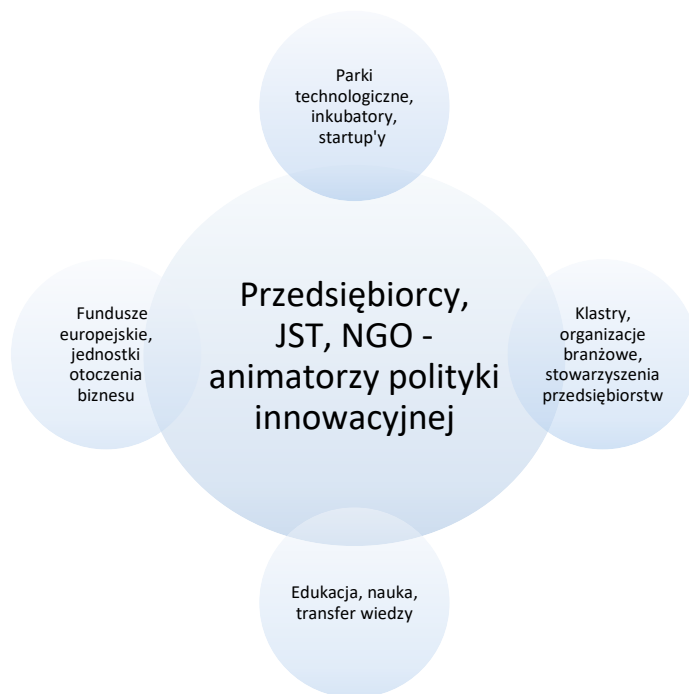 Parki
technologiczne,
inkubatory,
startup'y
Przedsiębiorcy,
JST, NGO -
animatorzy polityki
innowacyjnej
Fundusze
europejskie,
jednostki
otoczenia
biznesu
Klastry,
organizacje
branżowe,
stowarzyszenia
przedsiębiorstw
Edukacja, nauka,
transfer wiedzy